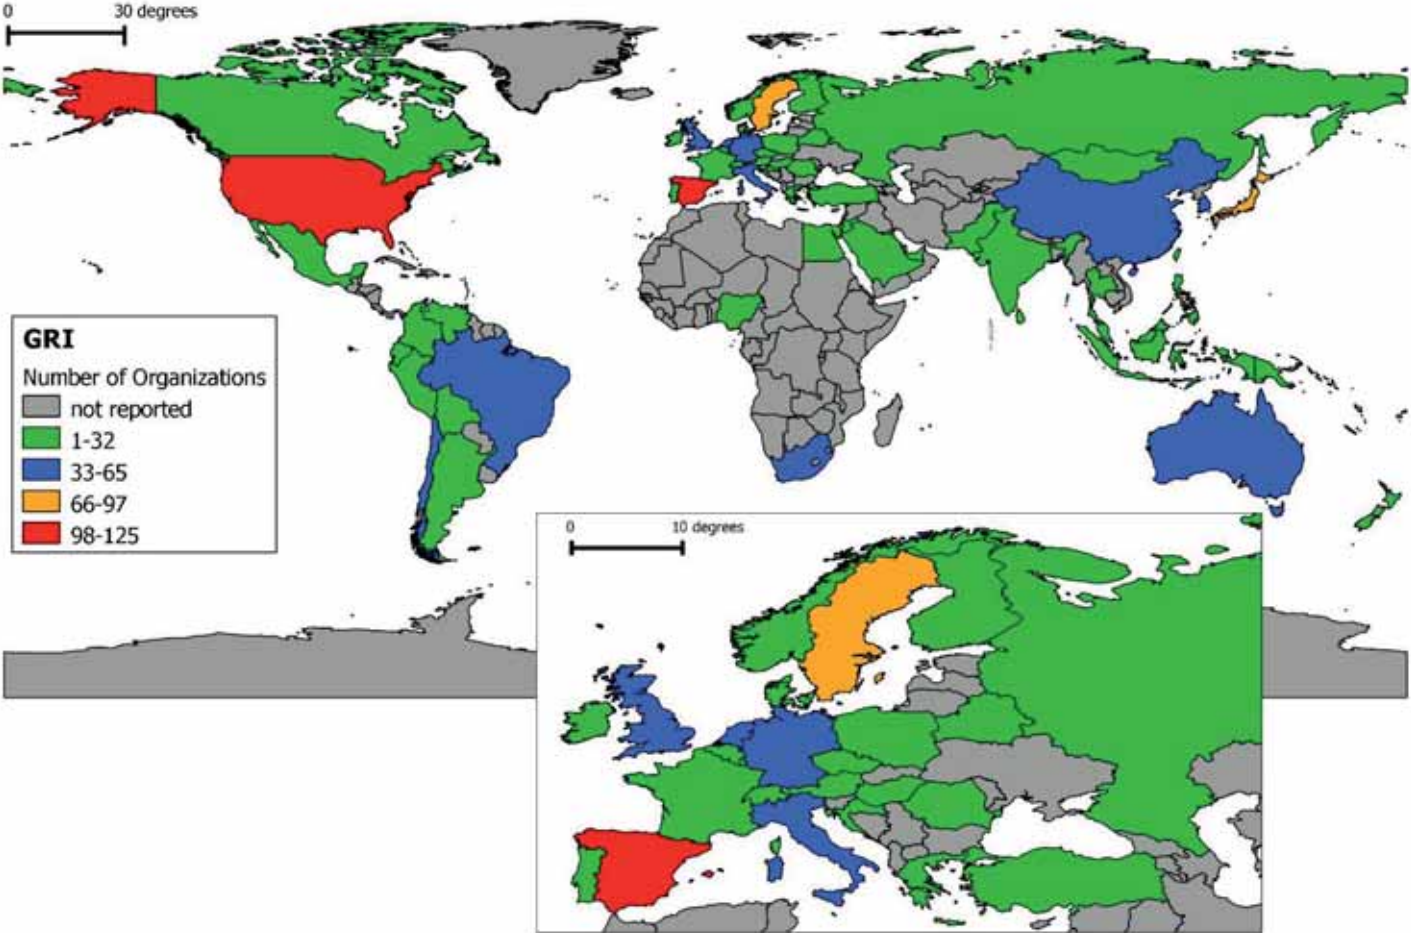 0 30 degrees
GRI
Number of Organizations
not reported
1-32
33-65
66-97
98-125
0 10 degrees